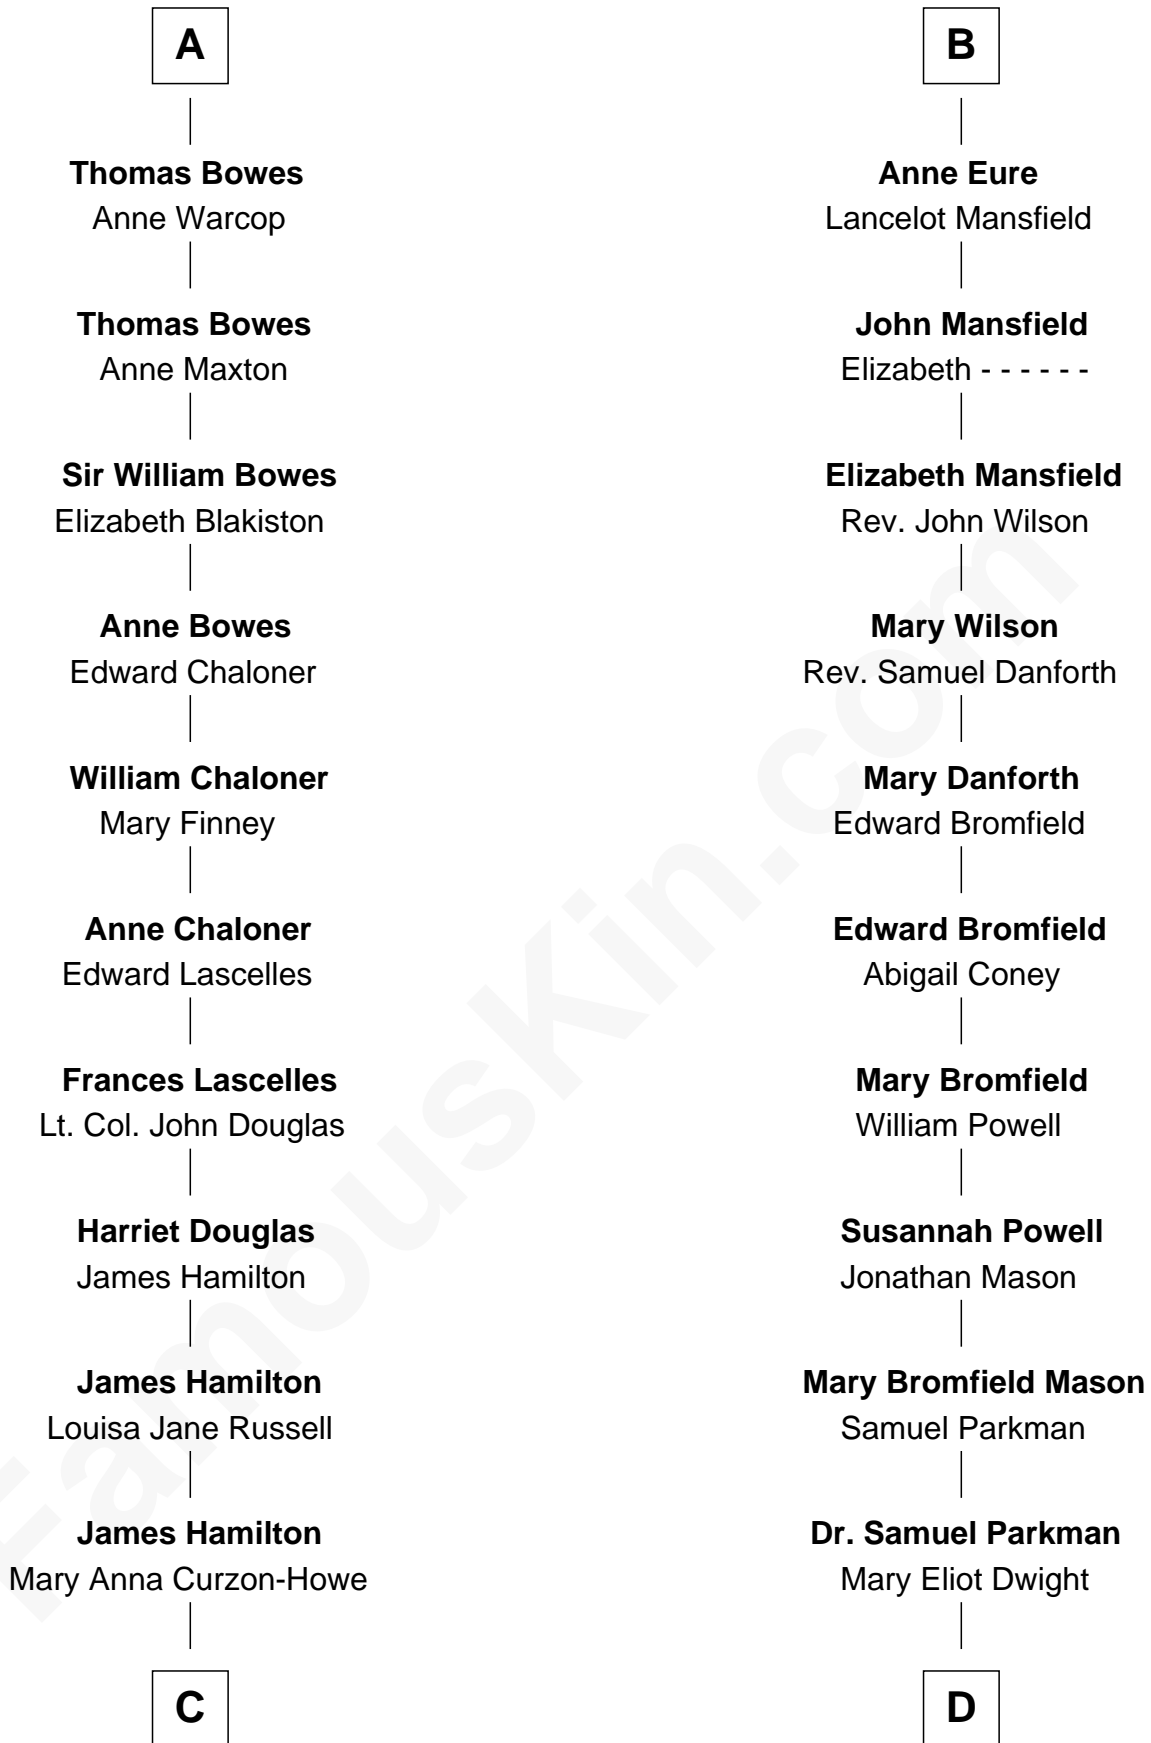 A
Thomas Bowes
Anne Warcop
Thomas Bowes
Anne Maxton
Sir William Bowes
Elizabeth Blakiston
Anne Bowes
Edward Chaloner
William Chaloner
Mary Finney
Anne Chaloner
Edward Lascelles
Frances Lascelles
Lt. Col. John Douglas
Harriet Douglas
James Hamilton
James Hamilton
Louisa Jane Russell
James Hamilton
Mary Anna Curzon-Howe
C
B
Anne Eure
Lancelot Mansfield
John Mansfield
Elizabeth - - - - - -
Elizabeth Mansfield
Rev. John Wilson
Mary Wilson
Rev. Samuel Danforth
Mary Danforth
Edward Bromfield
Edward Bromfield
Abigail Coney
Mary Bromfield
William Powell
Susannah Powell
Jonathan Mason
Mary Bromfield Mason
Samuel Parkman
Dr. Samuel Parkman
Mary Eliot Dwight
D
FamousKin.com